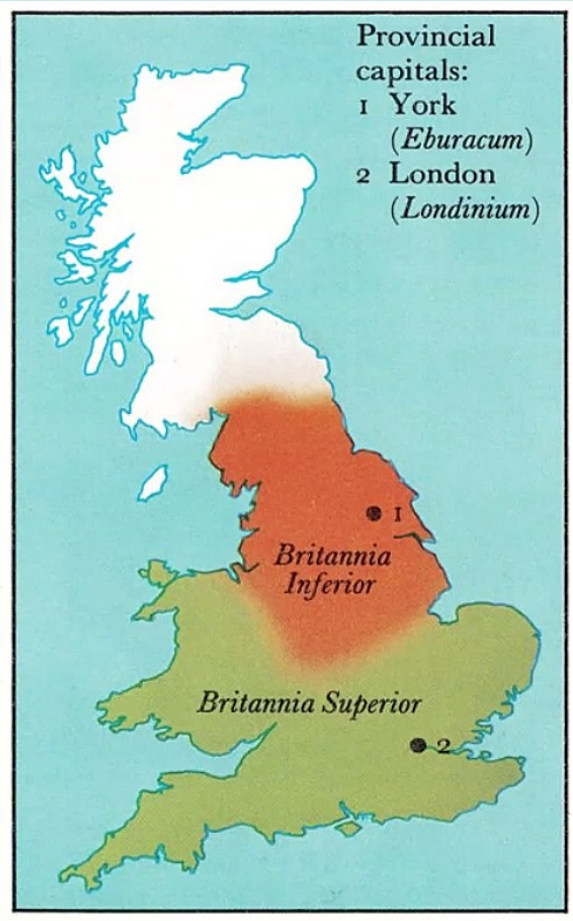 Provincial
capitals:
1 York
(Eburacum)
2 London
(Londinium)
1
Britannia
Inferior
Britannia Superior
2